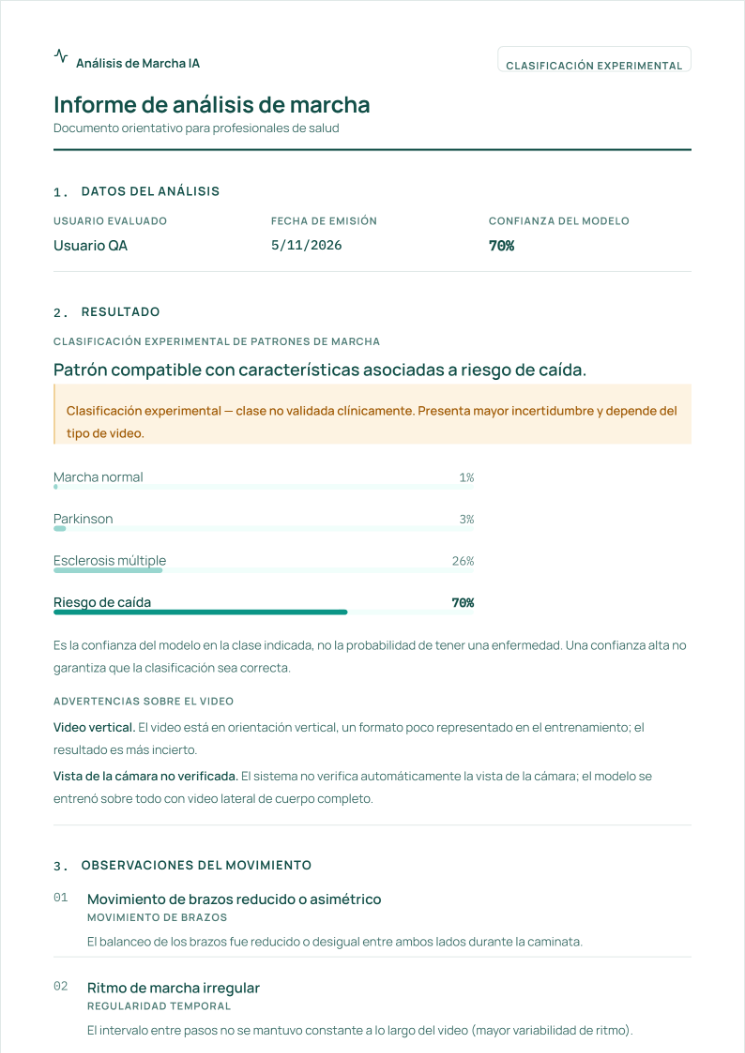 Análisis de Marcha IA
CLASIFICACIÓN EXPERIMENTAL
Informe de análisis de marcha
Documento orientativo para profesionales de salud
1. DATOS DEL ANÁLISIS
USUARIO EVALUADO
FECHA DE EMISIÓN
CONFIANZA DEL MODELO
Usuario QA
5/11/2026
70%
2. RESULTADO
CLASIFICACIÓN EXPERIMENTAL DE PATRONES DE MARCHA
Patrón compatible con características asociadas a riesgo de caída.
Clasificación experimental — clase no validada clínicamente. Presenta mayor incertidumbre y depende del
tipo de video.
Marcha normal 1%
Parkinson 3%
Esclerosis múltiple 26%
Riesgo de caída 70%
Es la confianza del modelo en la clase indicada, no la probabilidad de tener una enfermedad. Una confianza alta no
garantiza que la clasificación sea correcta.
ADVERTENCIAS SOBRE EL VIDEO
Video vertical. El video está en orientación vertical, un formato poco representado en el entrenamiento; el
resultado es más incierto.
Vista de la cámara no verificada. El sistema no verifica automáticamente la vista de la cámara; el modelo se
entrenó sobre todo con video lateral de cuerpo completo.
3. OBSERVACIONES DEL MOVIMIENTO
01 Movimiento de brazos reducido o asimétrico
MOVIMIENTO DE BRAZOS
El balanceo de los brazos fue reducido o desigual entre ambos lados durante la caminata.
02 Ritmo de marcha irregular
REGULARIDAD TEMPORAL
El intervalo entre pasos no se mantuvo constante a lo largo del video (mayor variabilidad de ritmo).